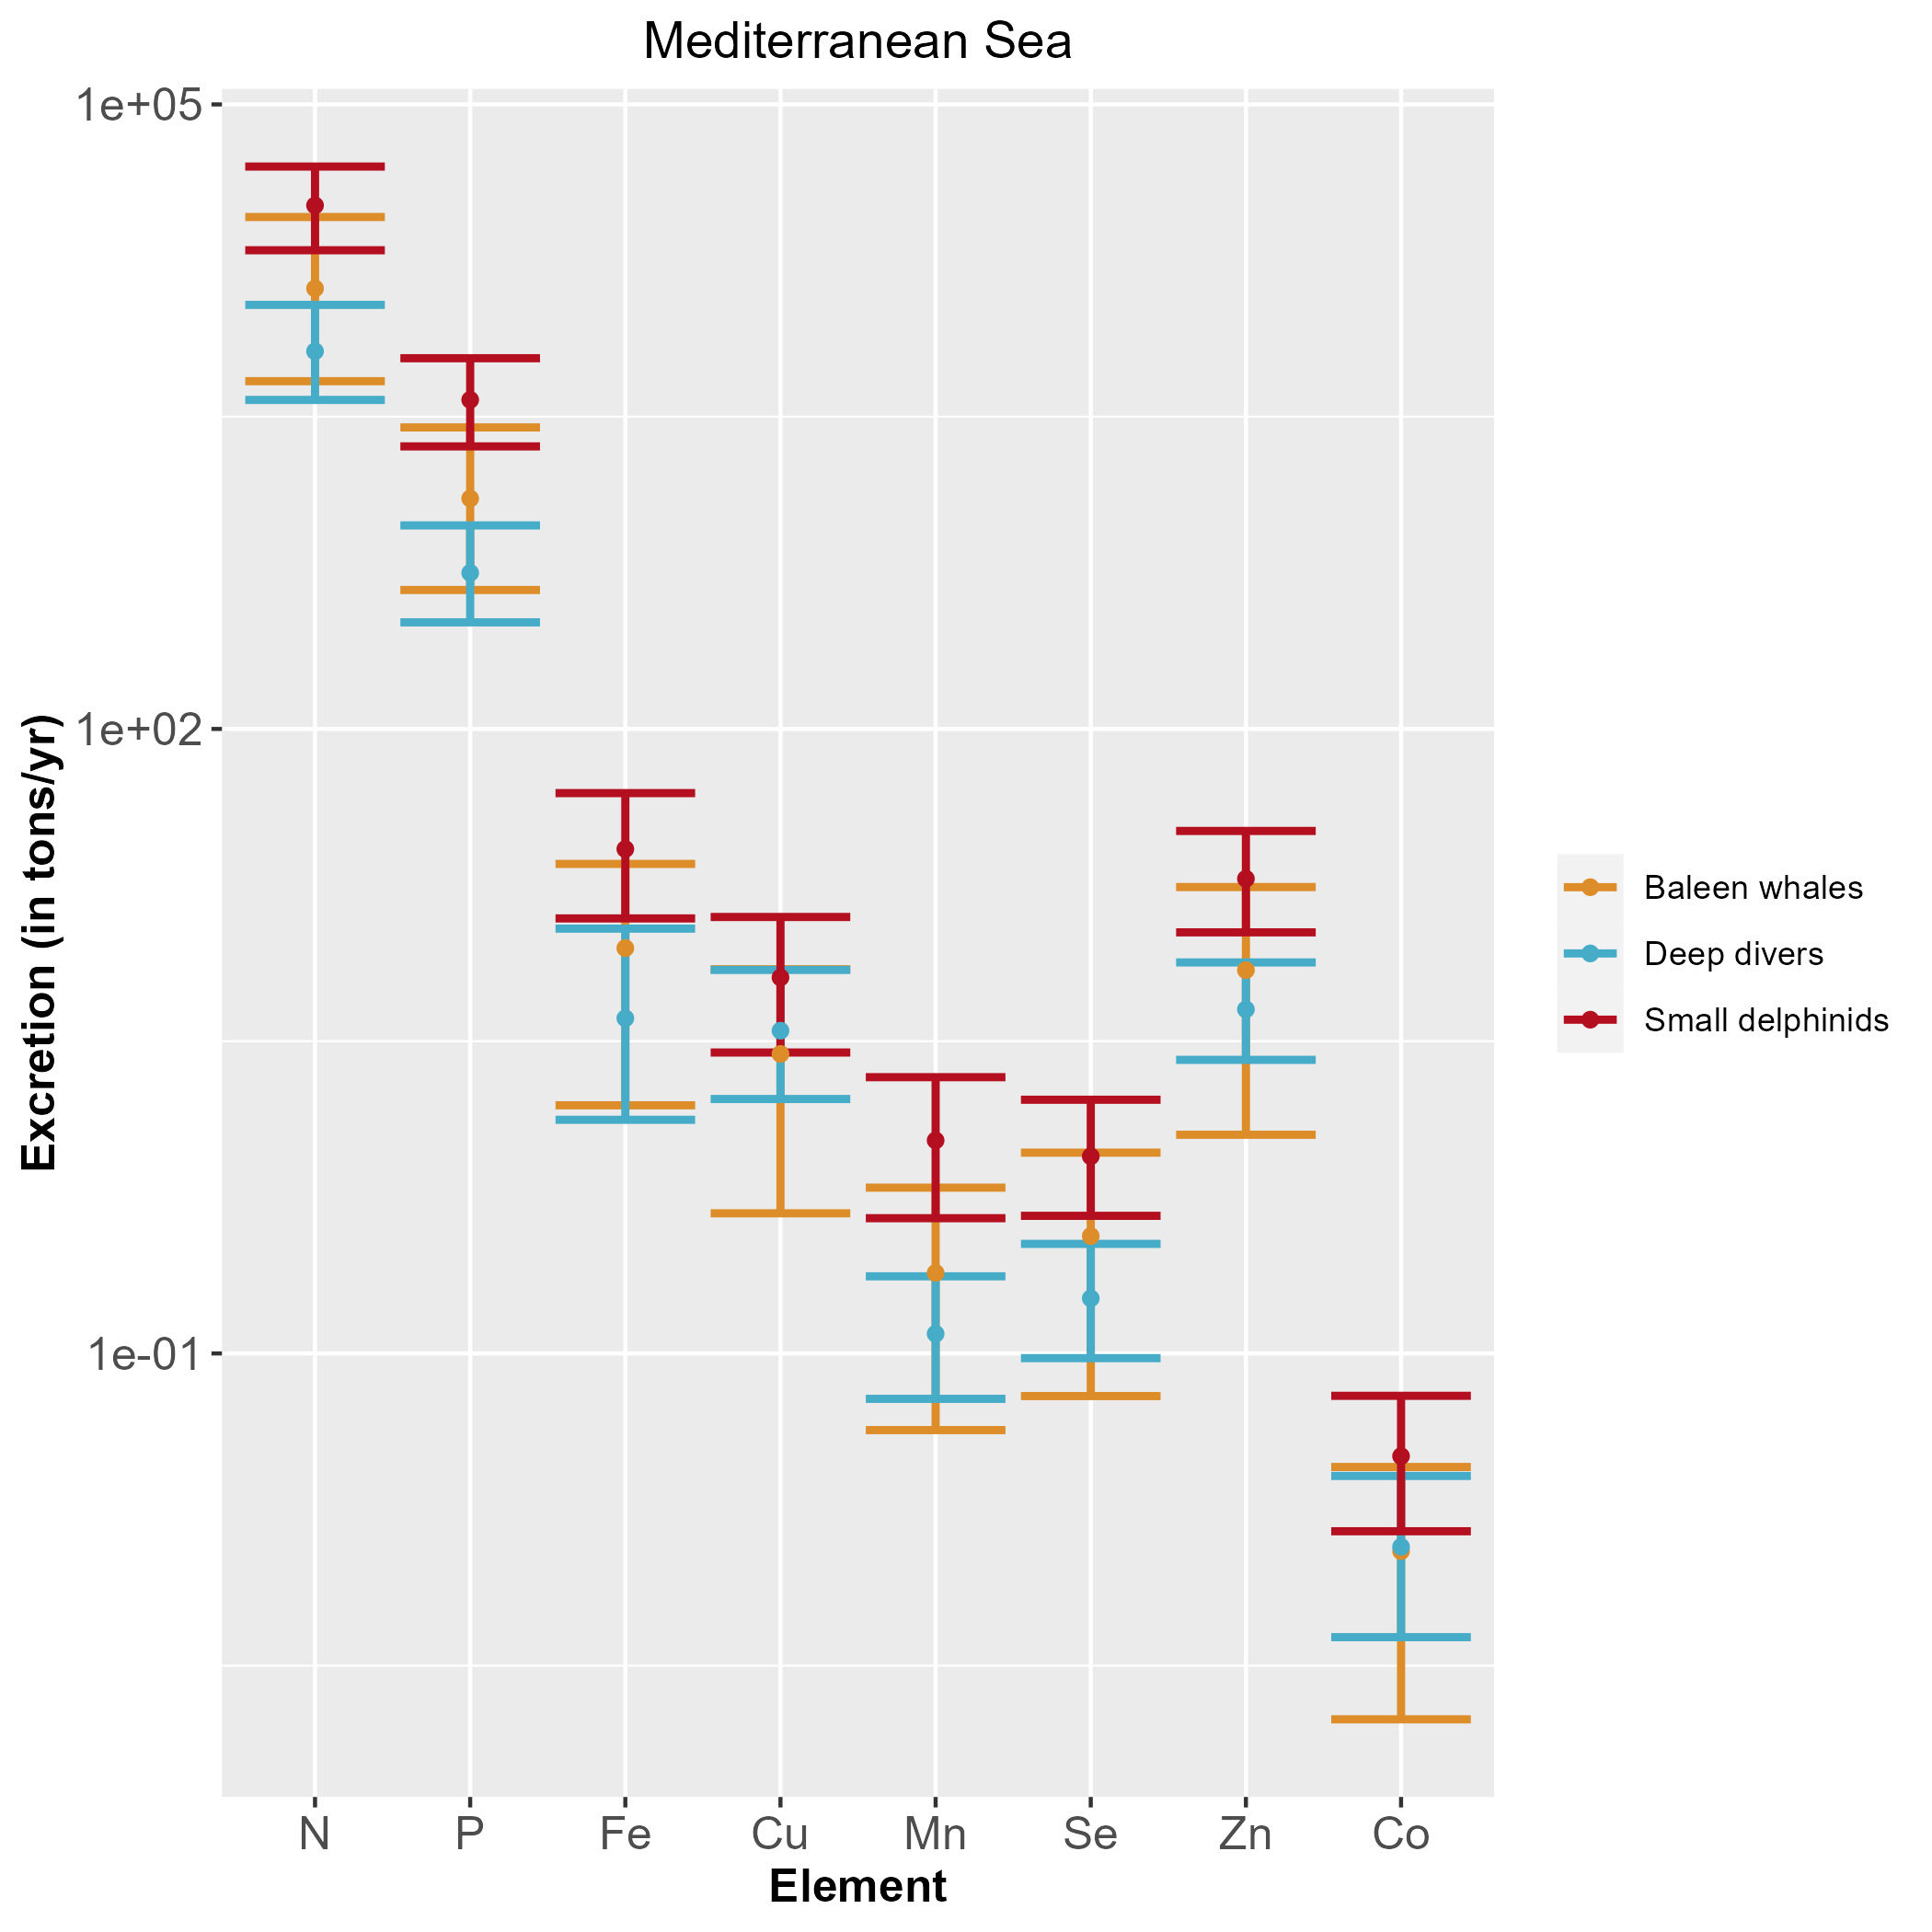 Mediterranean Sea
1e+05
1e+02
1e-01
Excretion (in tons/yr)
N P Fe Cu Mn Se Zn Co
Element
Baleen whales
Deep divers
Small delphinids